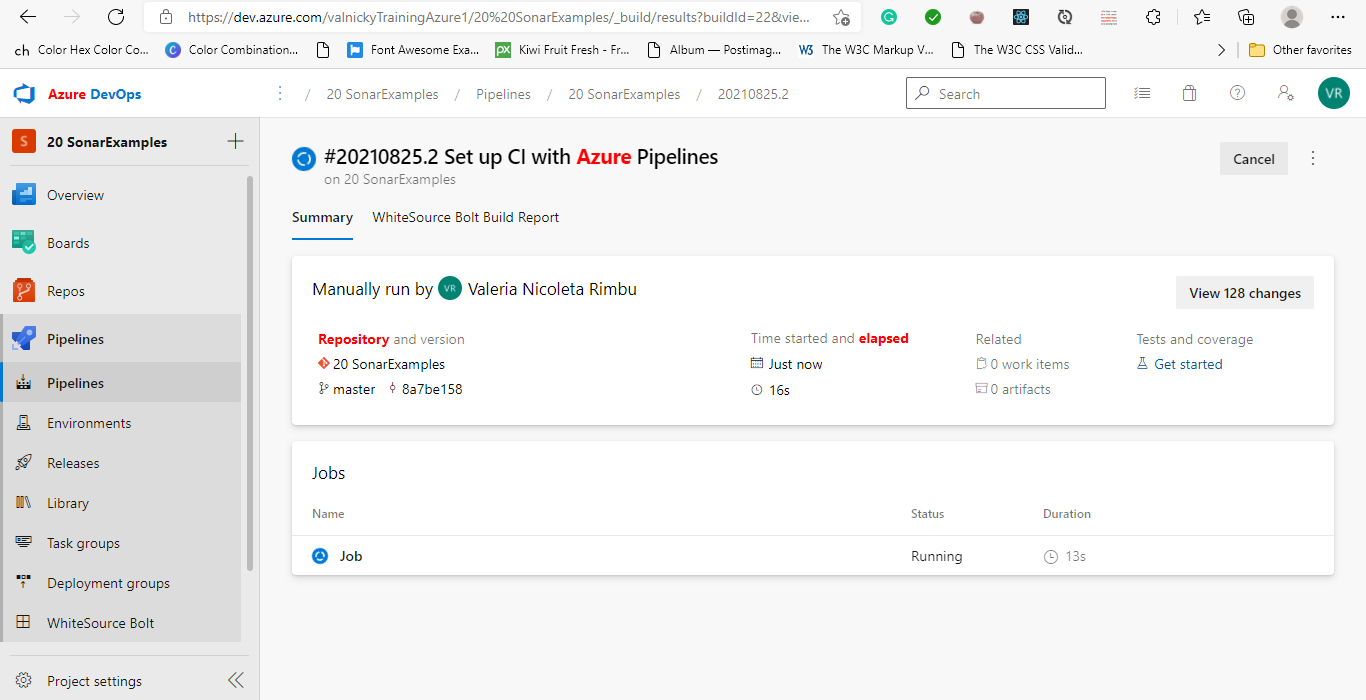 https://dev.azure.com/valnickyTrainingAzure1/20%20SonarExamples/_build/results?buildId=22&vie...
ch Color Hex Color Co...
C Color Combination...
Font Awesome Exa...
px Kiwi Fruit Fresh - Fr...
Album — Postimag...
W3 The W3C Markup V...
The W3C CSS Valid...
Other favorites
Azure DevOps
/ 20 SonarExamples / Pipelines / 20 SonarExamples / 20210825.2
Search
VR
S 20 SonarExamples
Overview
Boards
Repos
Pipelines
Pipelines
Environments
Releases
Library
Task groups
Deployment groups
WhiteSource Bolt
Project settings
#20210825.2 Set up CI with Azure Pipelines
on 20 SonarExamples
Cancel
Summary
WhiteSource Bolt Build Report
Manually run by VR Valeria Nicoleta Rimbu
View 128 changes
Repository and version
20 SonarExamples
master 8a7be158
Time started and elapsed
Just now
16s
Related
0 work items
0 artifacts
Tests and coverage
Get started
Jobs
Name Status Duration
Job Running 13s